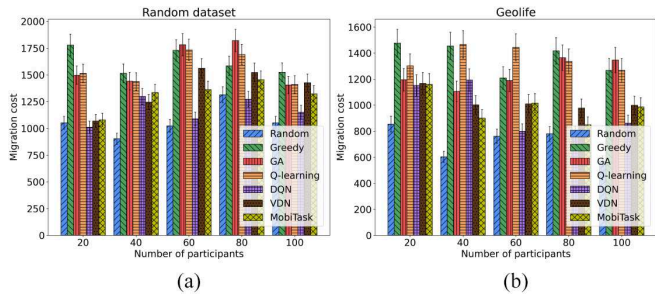 Random dataset
Migration cost
2000
1750
1500
1250
1000
750
500
250
0
Random
Greedy
GA
Q-learning
DQN
VDN
MobiTask
20
40
60
80
100
Number of participants
(a)
Geolife
Migration cost
1600
1400
1200
1000
800
600
400
200
0
Random
Greedy
GA
Q-learning
DQN
VDN
MobiTask
20
40
60
80
100
Number of participants
(b)